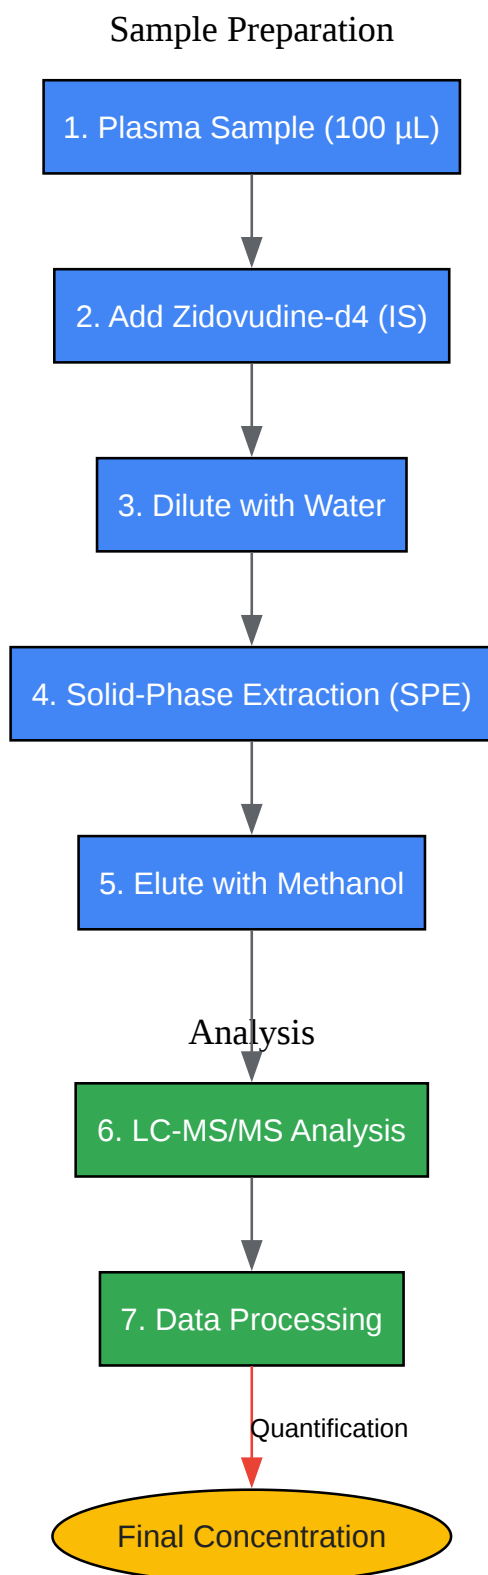 Sample Preparation
1. Plasma Sample (100 µL)
2. Add Zidovudine-d4 (IS)
3. Dilute with Water
4. Solid-Phase Extraction (SPE)
5. Elute with Methanol
Analysis
6. LC-MS/MS Analysis
7. Data Processing
Quantification
Final Concentration